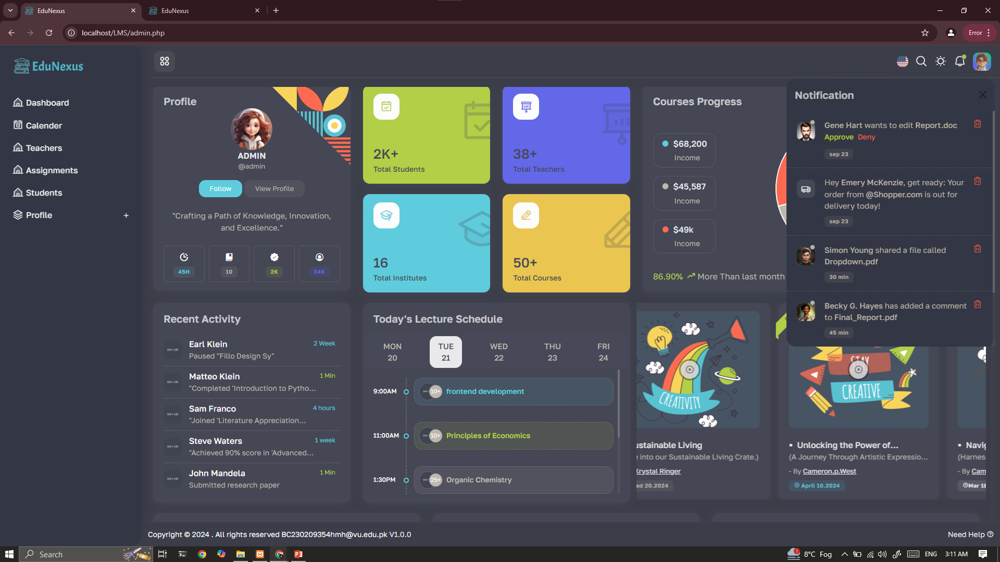 EduNexus
EduNexus
localhost/LMS/admin.php
Error
EduNexus
Dashboard
12
Calender
Teachers
Assignments
Students
Profile
+
Profile
ADMIN
@admin
Follow
View Profile
"Crafting a Path of Knowledge, Innovation,
and Excellence."
45H
10
2K
34K
2K+
Total Students
38+
Total Teachers
16
Total Institutes
50+
Total Courses
Courses Progress
$68,200
Income
$45,587
Income
$49k
Income
86.90%
More Than last month
Notification
Gene Hart wants to edit Report.doc
Approve Deny
sep 23
Hey Emery McKenzie, get ready: Your
order from @Shopper.com is out for
delivery today!
sep 23
Simon Young shared a file called
Dropdown.pdf
30 min
Becky G. Hayes has added a comment
to Final_Report.pdf
45 min
Recent Activity
Earl Klein
2 Week
Paused "Fillo Design Sy"
Matteo Klein
1 Min
"Completed 'Introduction to Pytho...
Sam Franco
4 hours
"Joined 'Literature Appreciation...
Steve Waters
1 week
"Achieved 90% score in 'Advanced...
John Mandela
1 Min
Submitted research paper
Today's Lecture Schedule
MON
20
TUE
21
WED
22
THU
23
FRI
24
9:00AM
10+
frontend development
11:00AM
10+
Principles of Economics
1:30PM
25+
Organic Chemistry
CREATIVITY
ustainable Living
e into our Sustainable Living Crate.)
Krystal Ringer
ed 20.2024
STAY
CREATIVE
• Unlocking the Power of...
(A Journey Through Artistic Expressio...
- By Cameron.p.West
April 10.2024
• Navig
(Harness
- By Cam
Mar 18
Copyright © 2024 . All rights reserved BC230209354hmh@vu.edu.pk V1.0.0
Need Help
Search
1
8°C Fog
ENG
3:11 AM